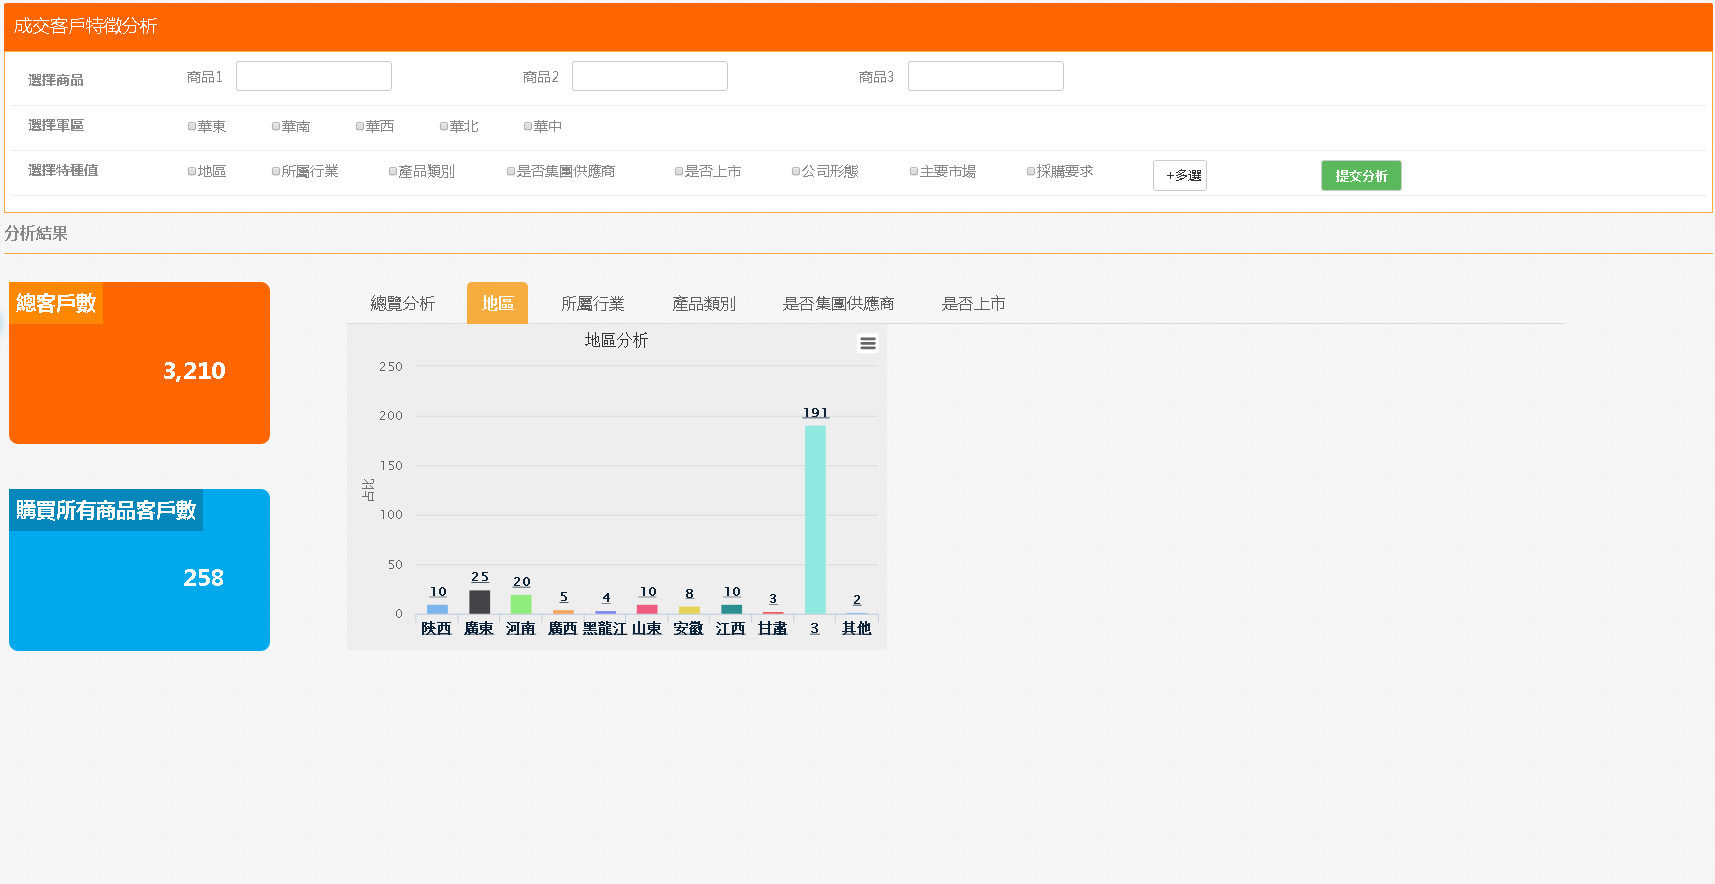 成交客戶特徵分析
選擇商品 商品1 商品2 商品3
選擇軍區 華東 華南 華西 華北 華中
選擇特種值 地區 所屬行業 產品類別 是否集團供應商 是否上市 公司形態 主要市場 採購要求 +多選 提交分析
分析結果
總客戶數
3,210
購買所有商品客戶數
258
總覽分析 地區 所屬行業 產品類別 是否集團供應商 是否上市
地區分析
占比
250
200
150
100
50
0
10 25 20 5 4 10 8 10 3 191 2
陝西 廣東 河南 廣西 黑龍江 山東 安徽 江西 甘肅 3 其他